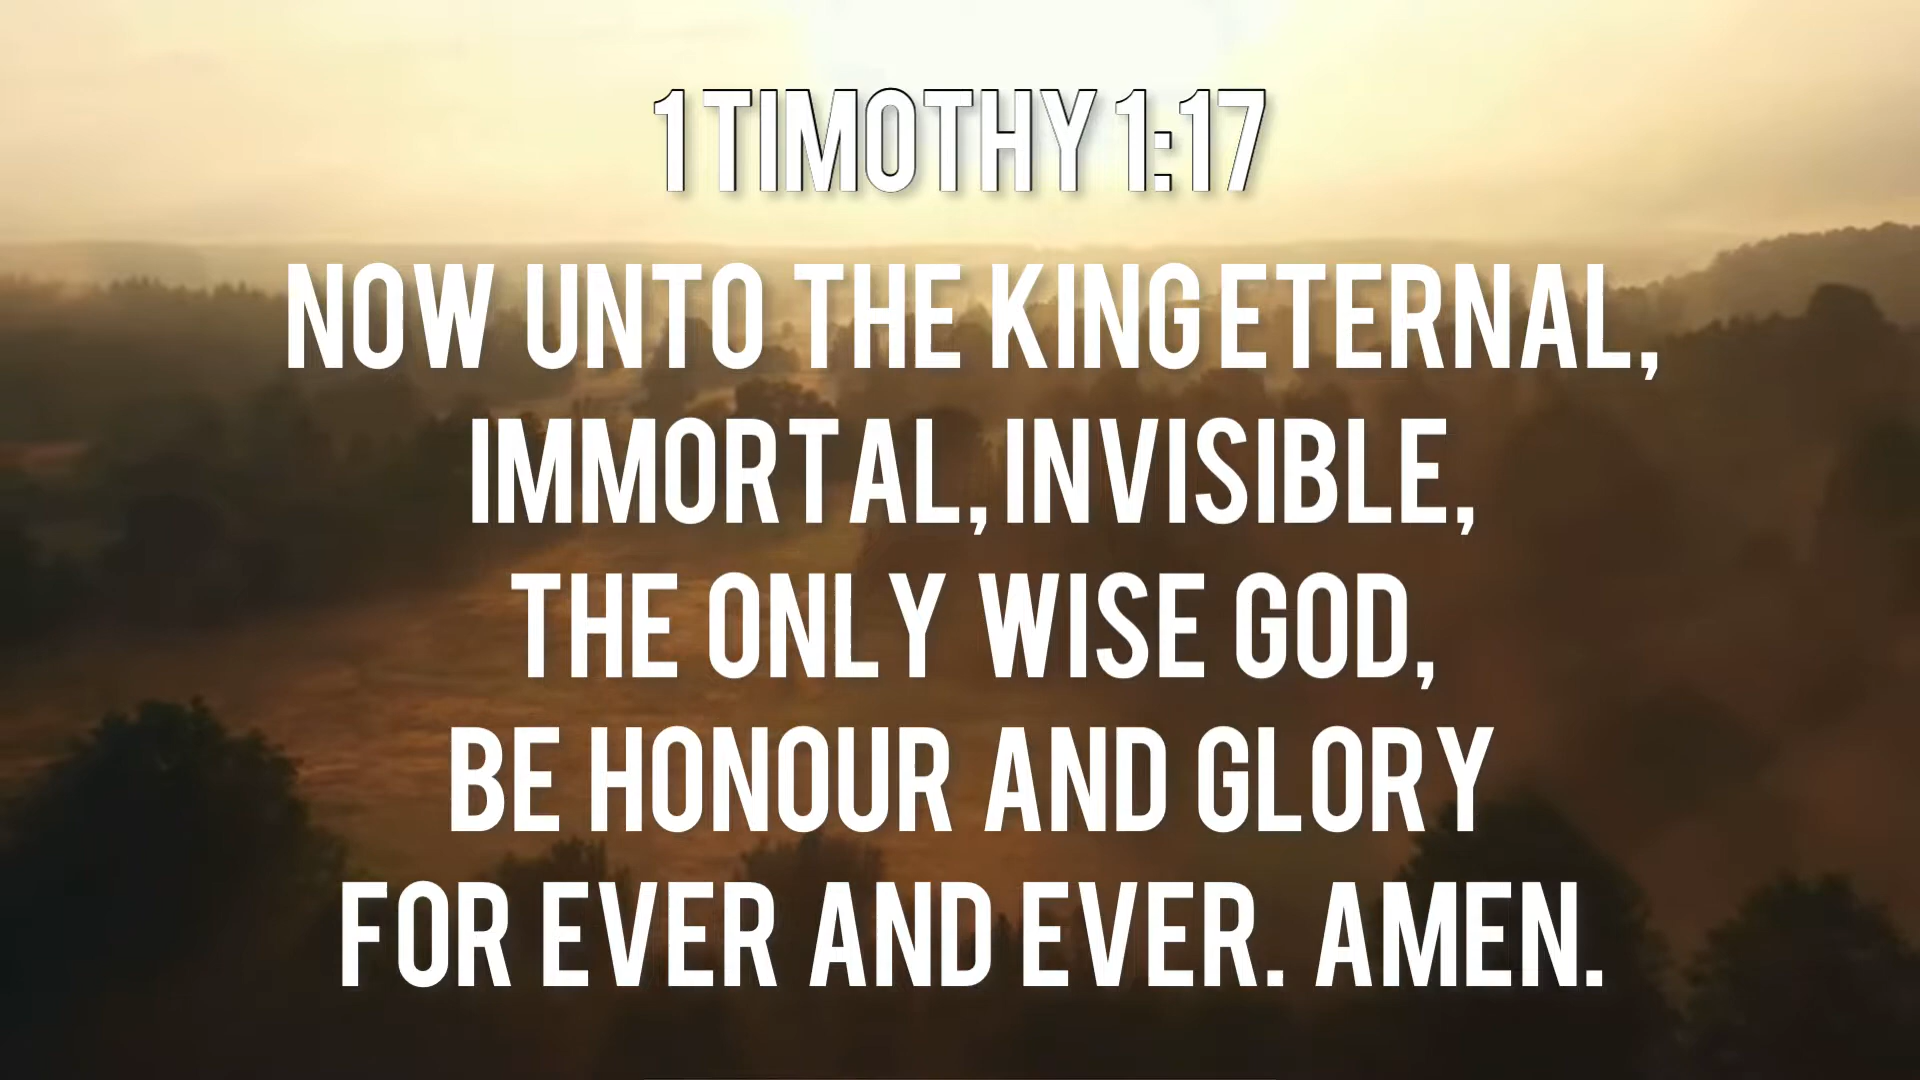 1 TIMOTHY 1:17
NOW UNTO THE KING ETERNAL,
IMMORTAL, INVISIBLE,
THE ONLY WISE GOD,
BE HONOUR AND GLORY
FOR EVER AND EVER. AMEN.